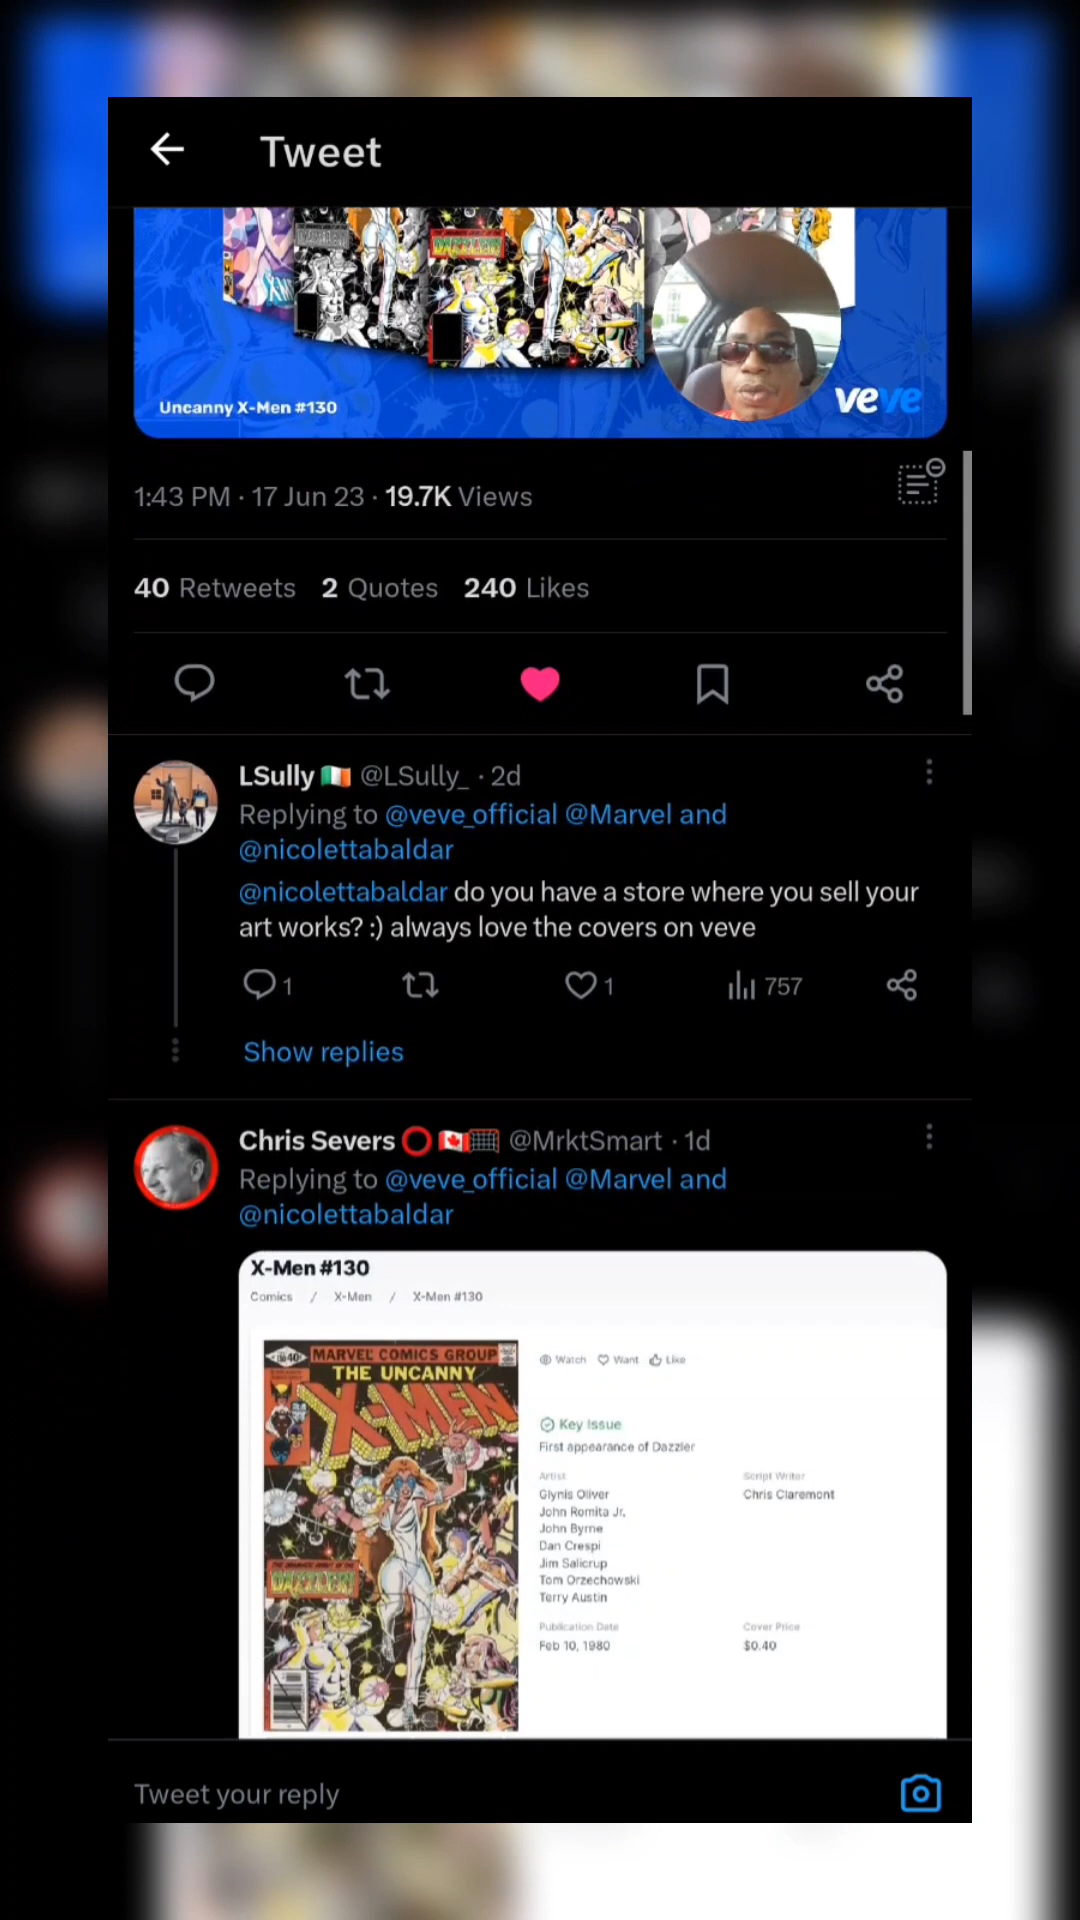 Tweet
DAZZLER!
Uncanny X-Men #130
veve
1:43 PM · 17 Jun 23 · 19.7K Views
40 Retweets 2 Quotes 240 Likes
LSully 🇮🇪 @LSully_ · 2d
Replying to @veve_official @Marvel and
@nicolettabaldar
@nicolettabaldar do you have a store where you sell your
art works? :) always love the covers on veve
1 1 757
Show replies
Chris Severs ⭕🇨🇦🥅 @MrktSmart · 1d
Replying to @veve_official @Marvel and
@nicolettabaldar
X-Men #130
Comics / X-Men / X-Men #130
Watch Want Like
MARVEL COMICS GROUP
THE UNCANNY
X-MEN
DAZZLER!
Key Issue
First appearance of Dazzler
Artist Script Writer
Glynis Oliver Chris Claremont
John Romita Jr.
John Byrne
Dan Crespi
Jim Salicrup
Tom Orzechowski
Terry Austin
Publication Date Cover Price
Feb 10, 1980 $0.40
Tweet your reply